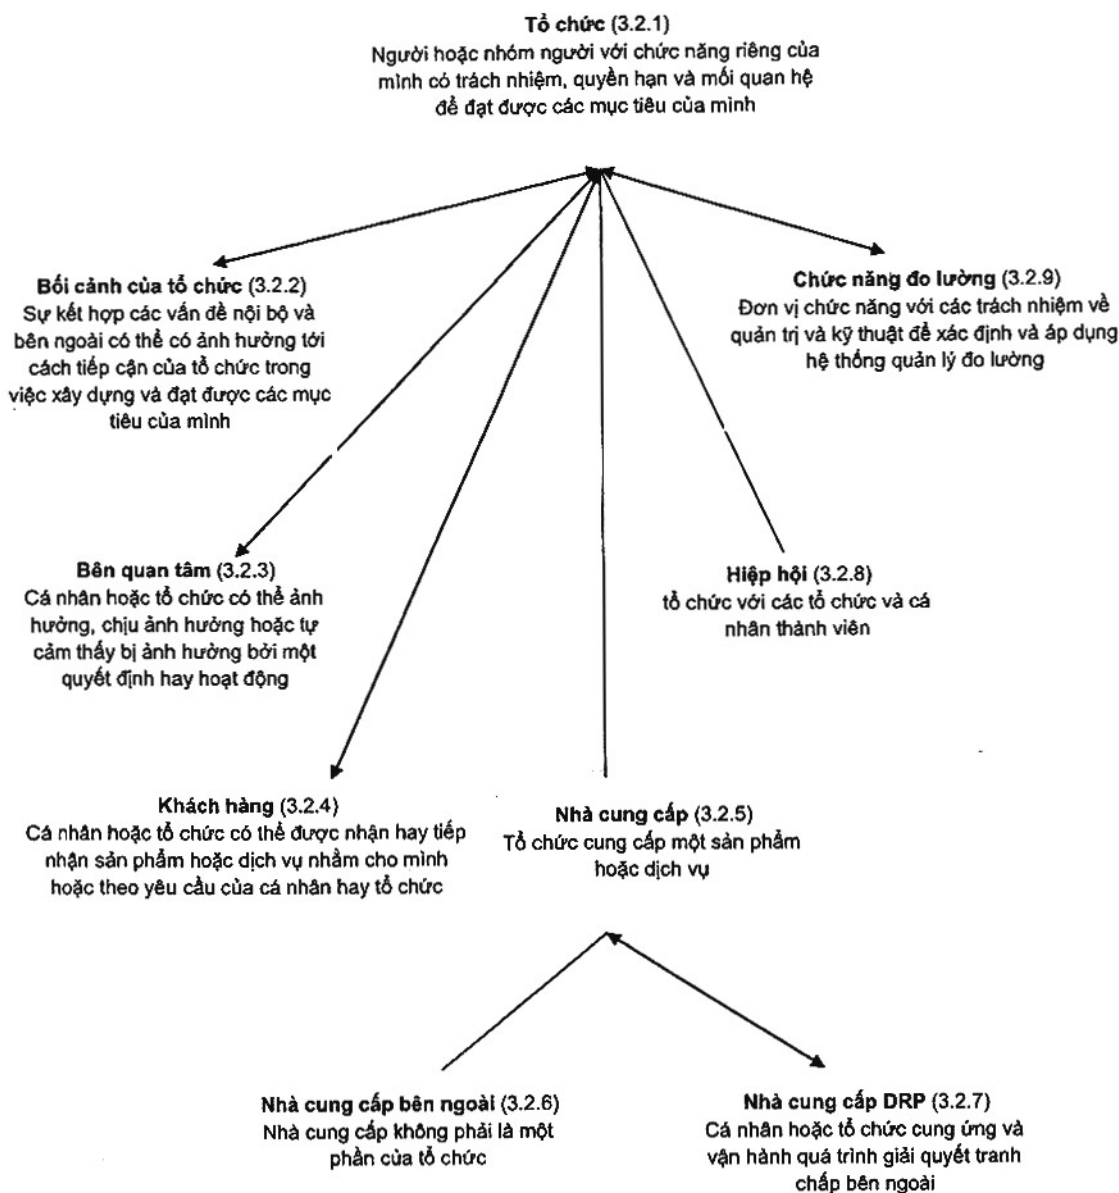 Tổ chức (3.2.1)
Người hoặc nhóm người với chức năng riêng của
mình có trách nhiệm, quyền hạn và mối quan hệ
để đạt được các mục tiêu của mình
Bối cảnh của tổ chức (3.2.2)
Sự kết hợp các vấn đề nội bộ và
bên ngoài có thể có ảnh hưởng tới
cách tiếp cận của tổ chức trong
việc xây dựng và đạt được các mục
tiêu của mình
Chức năng đo lường (3.2.9)
Đơn vị chức năng với các trách nhiệm về
quản trị và kỹ thuật để xác định và áp dụng
hệ thống quản lý đo lường
Bên quan tâm (3.2.3)
Cá nhân hoặc tổ chức có thể ảnh
hưởng, chịu ảnh hưởng hoặc tự
cảm thấy bị ảnh hưởng bởi một
quyết định hay hoạt động
Hiệp hội (3.2.8)
tổ chức với các tổ chức và cá
nhân thành viên
Khách hàng (3.2.4)
Cá nhân hoặc tổ chức có thể được nhận hay tiếp
nhận sản phẩm hoặc dịch vụ nhằm cho mình
hoặc theo yêu cầu của cá nhân hay tổ chức
Nhà cung cấp (3.2.5)
Tổ chức cung cấp một sản phẩm
hoặc dịch vụ
Nhà cung cấp bên ngoài (3.2.6)
Nhà cung cấp không phải là một
phần của tổ chức
Nhà cung cấp DRP (3.2.7)
Cá nhân hoặc tổ chức cung ứng và
vận hành quá trình giải quyết tranh
chấp bên ngoài